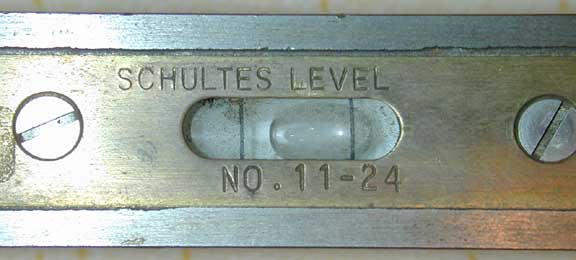 SCHULTES LEVEL
NO. 11-24